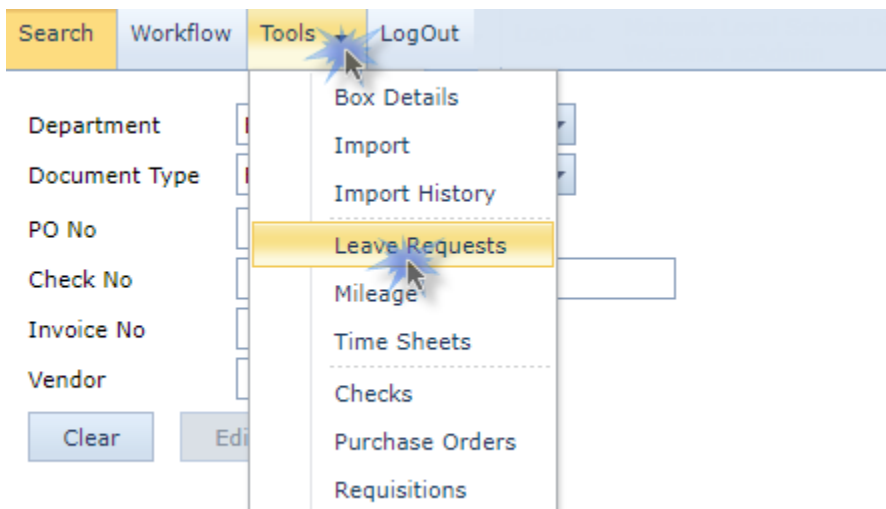 Search Workflow Tools LogOut
Box Details
Department
Import
Document Type
Import History
PO No
Leave Requests
Check No
Mileage
Invoice No
Time Sheets
Vendor
Checks
Clear Edi
Purchase Orders
Requisitions